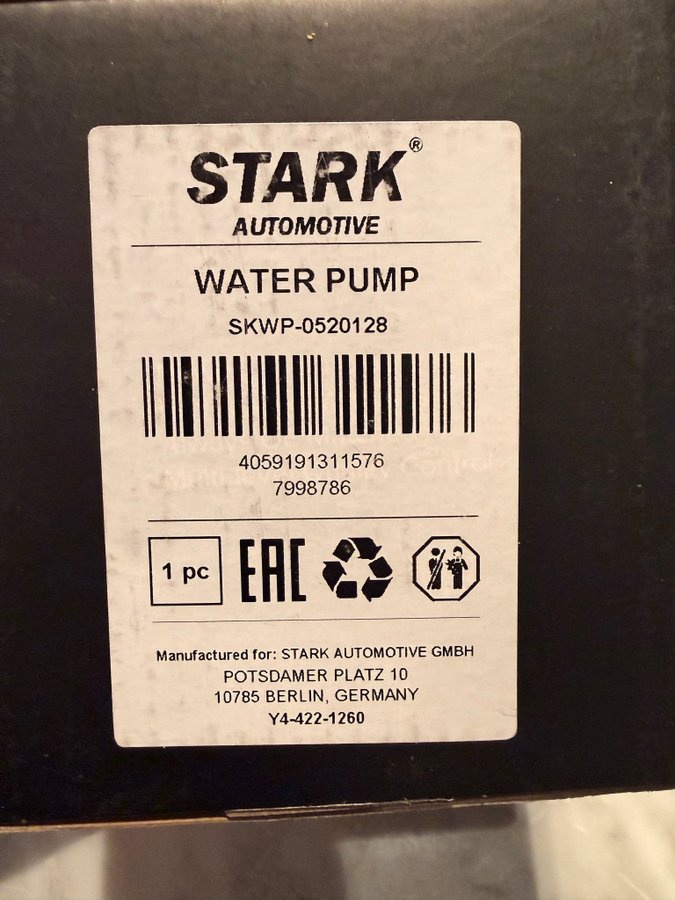 STARK®
AUTOMOTIVE
WATER PUMP
SKWP-0520128
4059191311576
7998786
1 pc
EAC
Manufactured for: STARK AUTOMOTIVE GMBH
POTSDAMER PLATZ 10
10785 BERLIN, GERMANY
Y4-422-1260